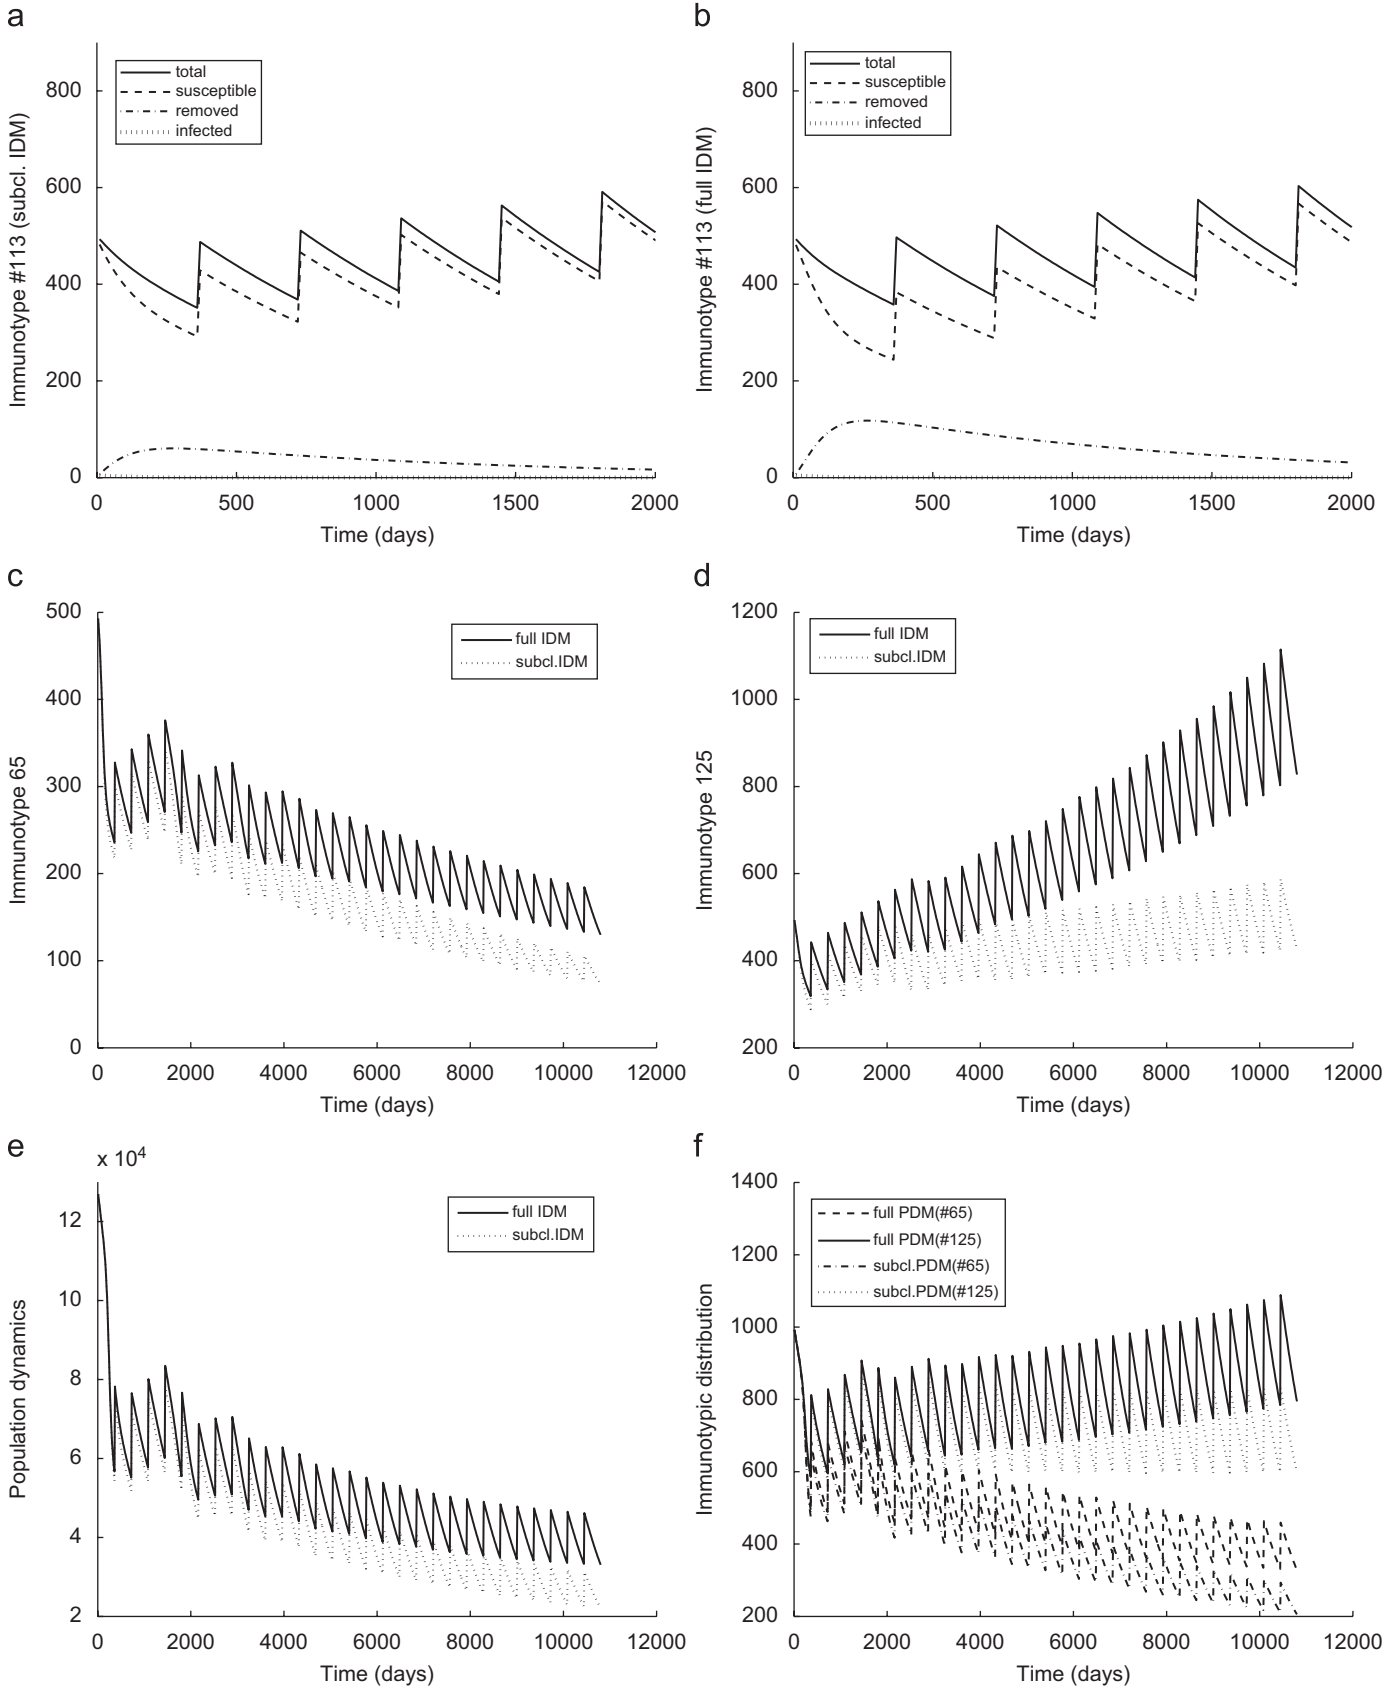 a
Immunotype #113 (subcl. IDM)
800
600
400
200
0
total
susceptible
removed
infected
0 500 1000 1500 2000
Time (days)
b
Immunotype #113 (full IDM)
800
600
400
200
0
total
susceptible
removed
infected
0 500 1000 1500 2000
Time (days)
c
Immunotype 65
500
400
300
200
100
0
full IDM
subcl.IDM
0 2000 4000 6000 8000 10000 12000
Time (days)
d
Immunotype 125
1200
1000
800
600
400
200
full IDM
subcl.IDM
0 2000 4000 6000 8000 10000 12000
Time (days)
e
x 10⁴
Population dynamics
12
10
8
6
4
2
full IDM
subcl.IDM
0 2000 4000 6000 8000 10000 12000
Time (days)
f
Immunotypic distribution
1400
1200
1000
800
600
400
200
full PDM(#65)
full PDM(#125)
subcl.PDM(#65)
subcl.PDM(#125)
0 2000 4000 6000 8000 10000 12000
Time (days)